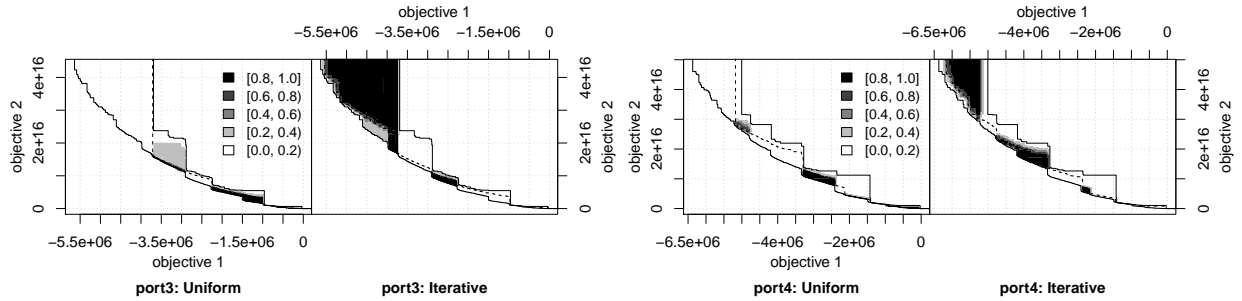 objective 1
−5.5e+06 −3.5e+06 −1.5e+06 0
objective 2
0 2e+16 4e+16
[0.8, 1.0]
[0.6, 0.8)
[0.4, 0.6)
[0.2, 0.4)
[0.0, 0.2)
0 2e+16 4e+16
objective 2
−5.5e+06 −3.5e+06 −1.5e+06 0
objective 1
port3: Uniform port3: Iterative
objective 1
−6.5e+06 −4e+06 −2e+06 0
objective 2
0 2e+16 4e+16
[0.8, 1.0]
[0.6, 0.8)
[0.4, 0.6)
[0.2, 0.4)
[0.0, 0.2)
0 2e+16 4e+16
objective 2
−6.5e+06 −4e+06 −2e+06 0
objective 1
port4: Uniform port4: Iterative